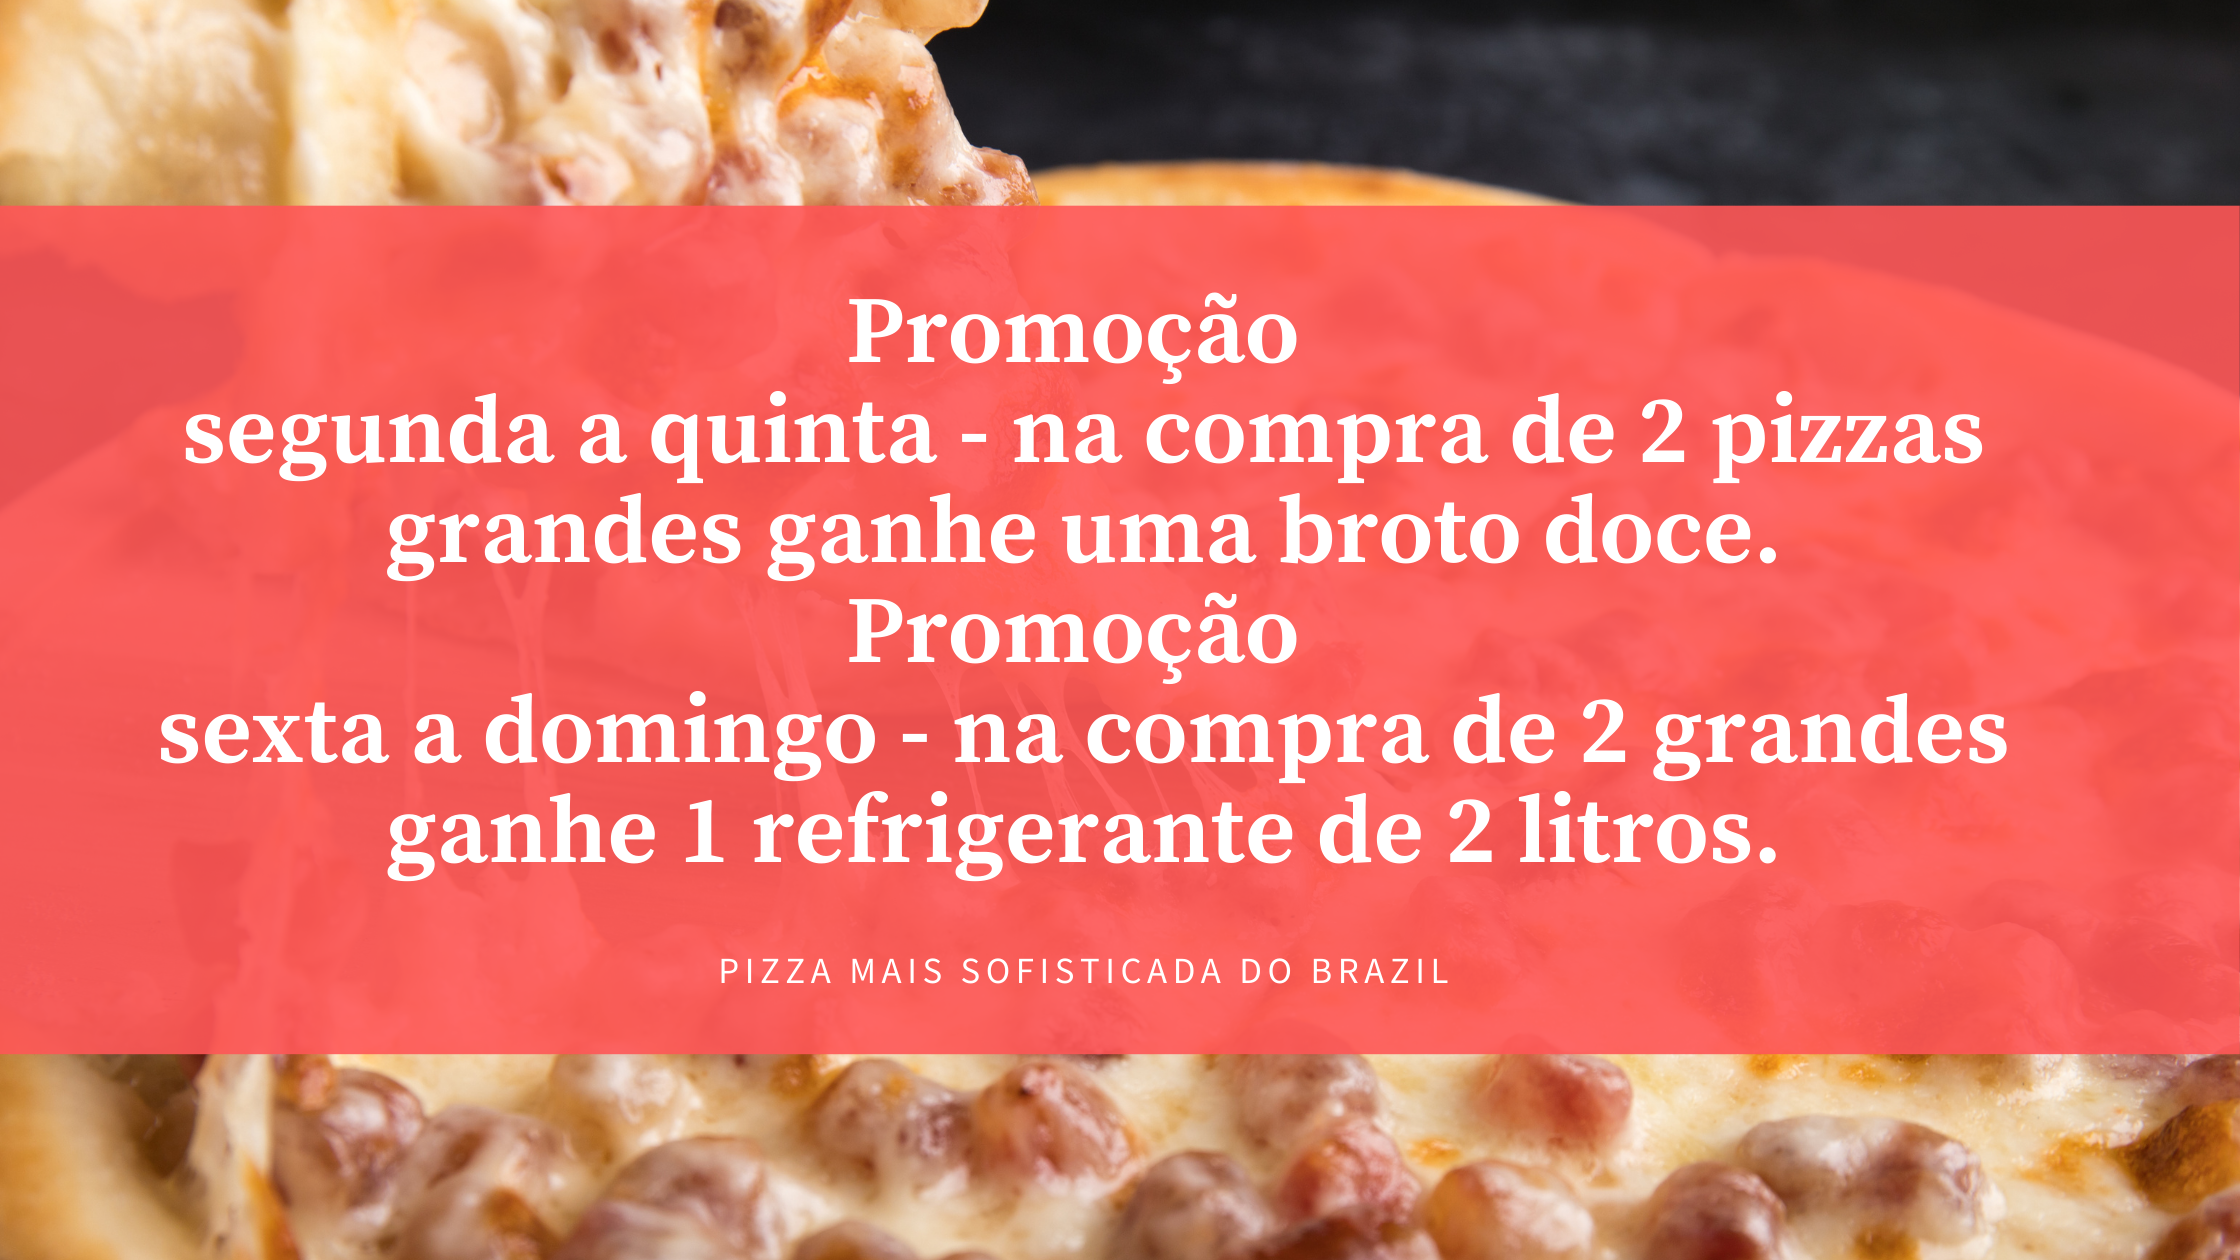 Promoção
segunda a quinta - na compra de 2 pizzas
grandes ganhe uma broto doce.
Promoção
sexta a domingo - na compra de 2 grandes
ganhe 1 refrigerante de 2 litros.
PIZZA MAIS SOFISTICADA DO BRAZIL